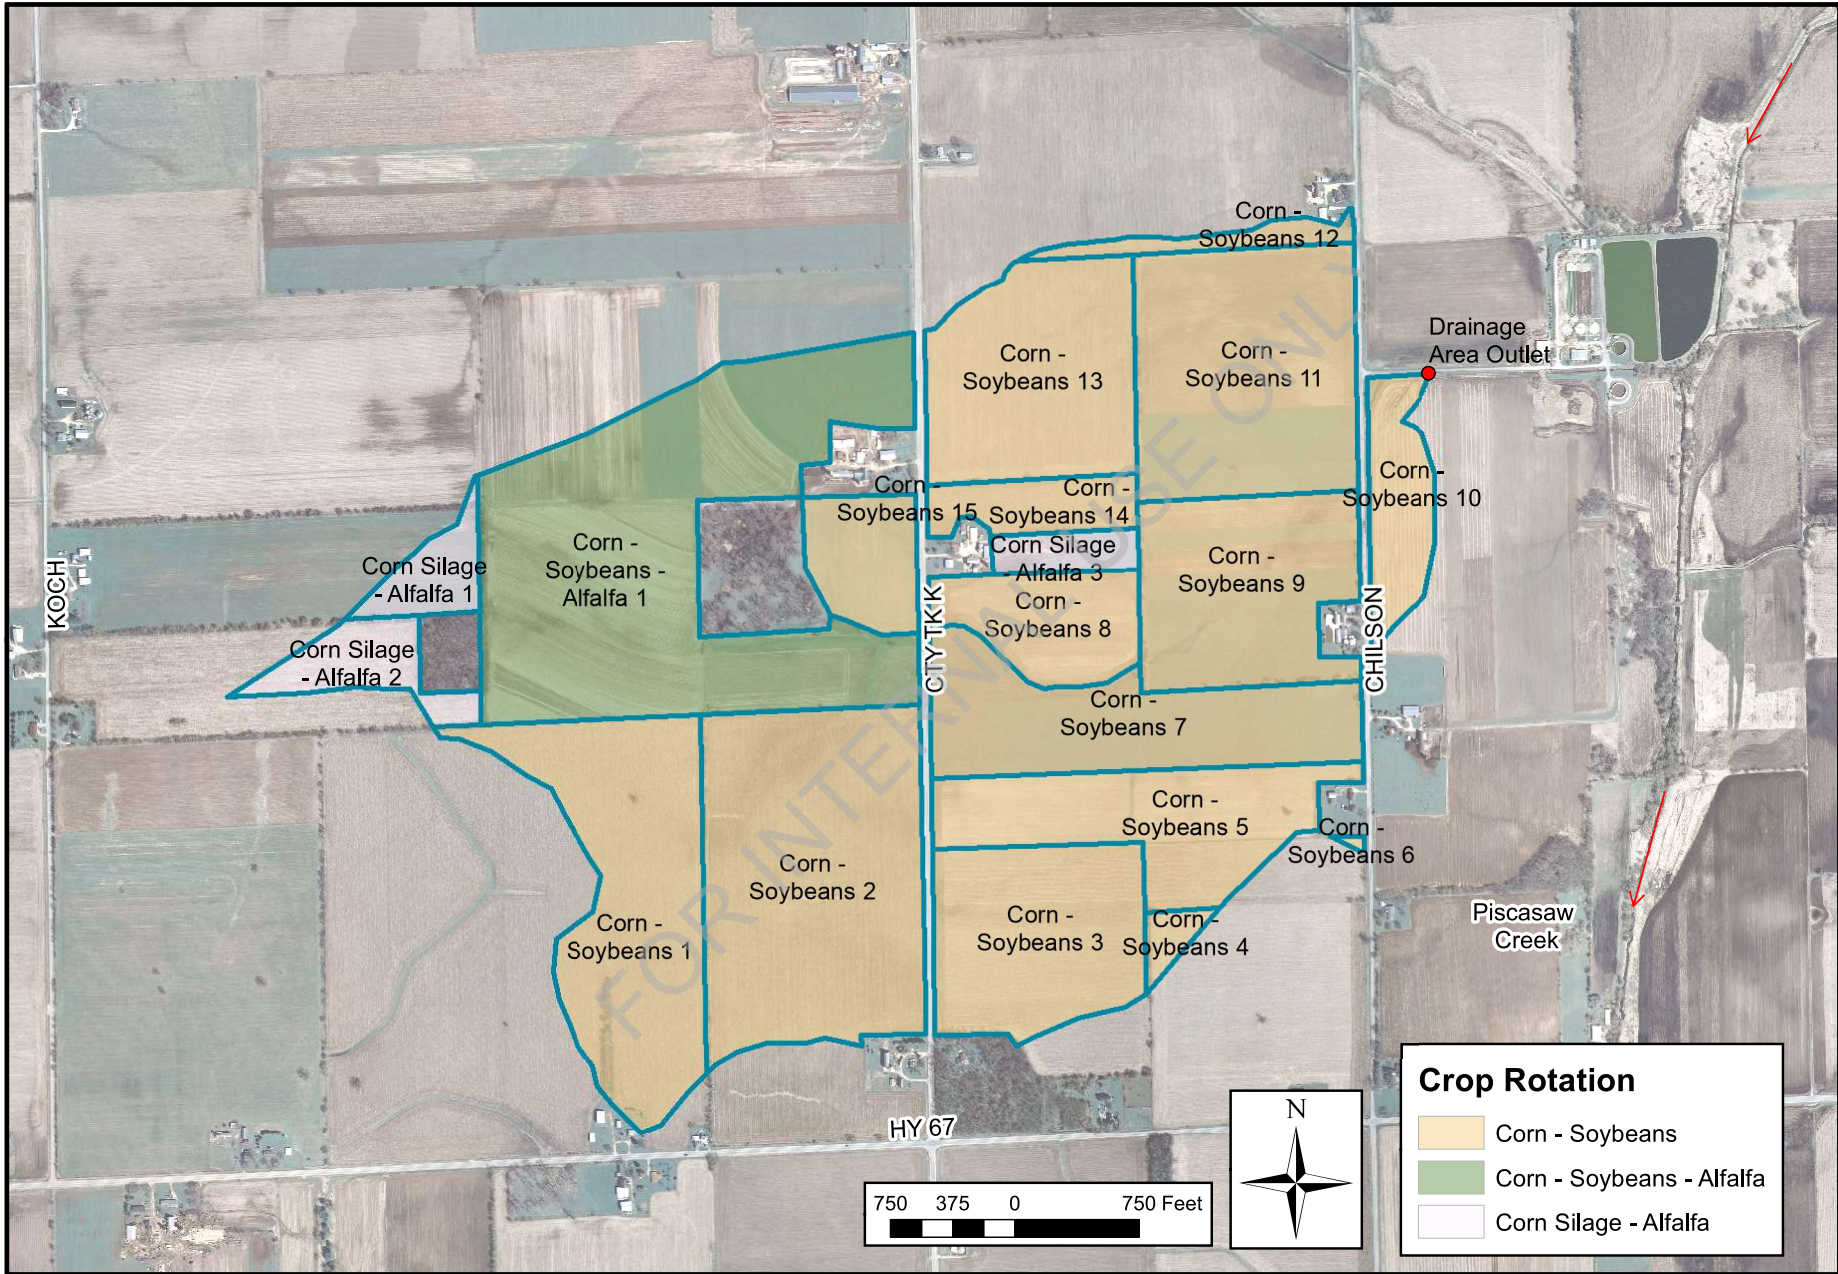 Corn -
Soybeans 12
Drainage
Area Outlet
Corn -
Soybeans 13
Corn -
Soybeans 11
Corn -
Soybeans 10
Corn -
Soybeans 15
Corn -
Soybeans 14
Corn Silage
- Alfalfa 3
Corn -
Soybeans -
Alfalfa 1
Corn Silage
- Alfalfa 1
Corn -
Soybeans 9
Corn -
Soybeans 8
Corn Silage
- Alfalfa 2
KOCH
CTY TK K
CHILSON
Corn -
Soybeans 7
Corn -
Soybeans 5
Corn -
Soybeans 6
Corn -
Soybeans 2
Corn -
Soybeans 1
Corn -
Soybeans 3
Corn -
Soybeans 4
Piscasaw
Creek
FOR INTERNAL USE ONLY
HY 67
750 375 0 750 Feet
N
Crop Rotation
Corn - Soybeans
Corn - Soybeans - Alfalfa
Corn Silage - Alfalfa